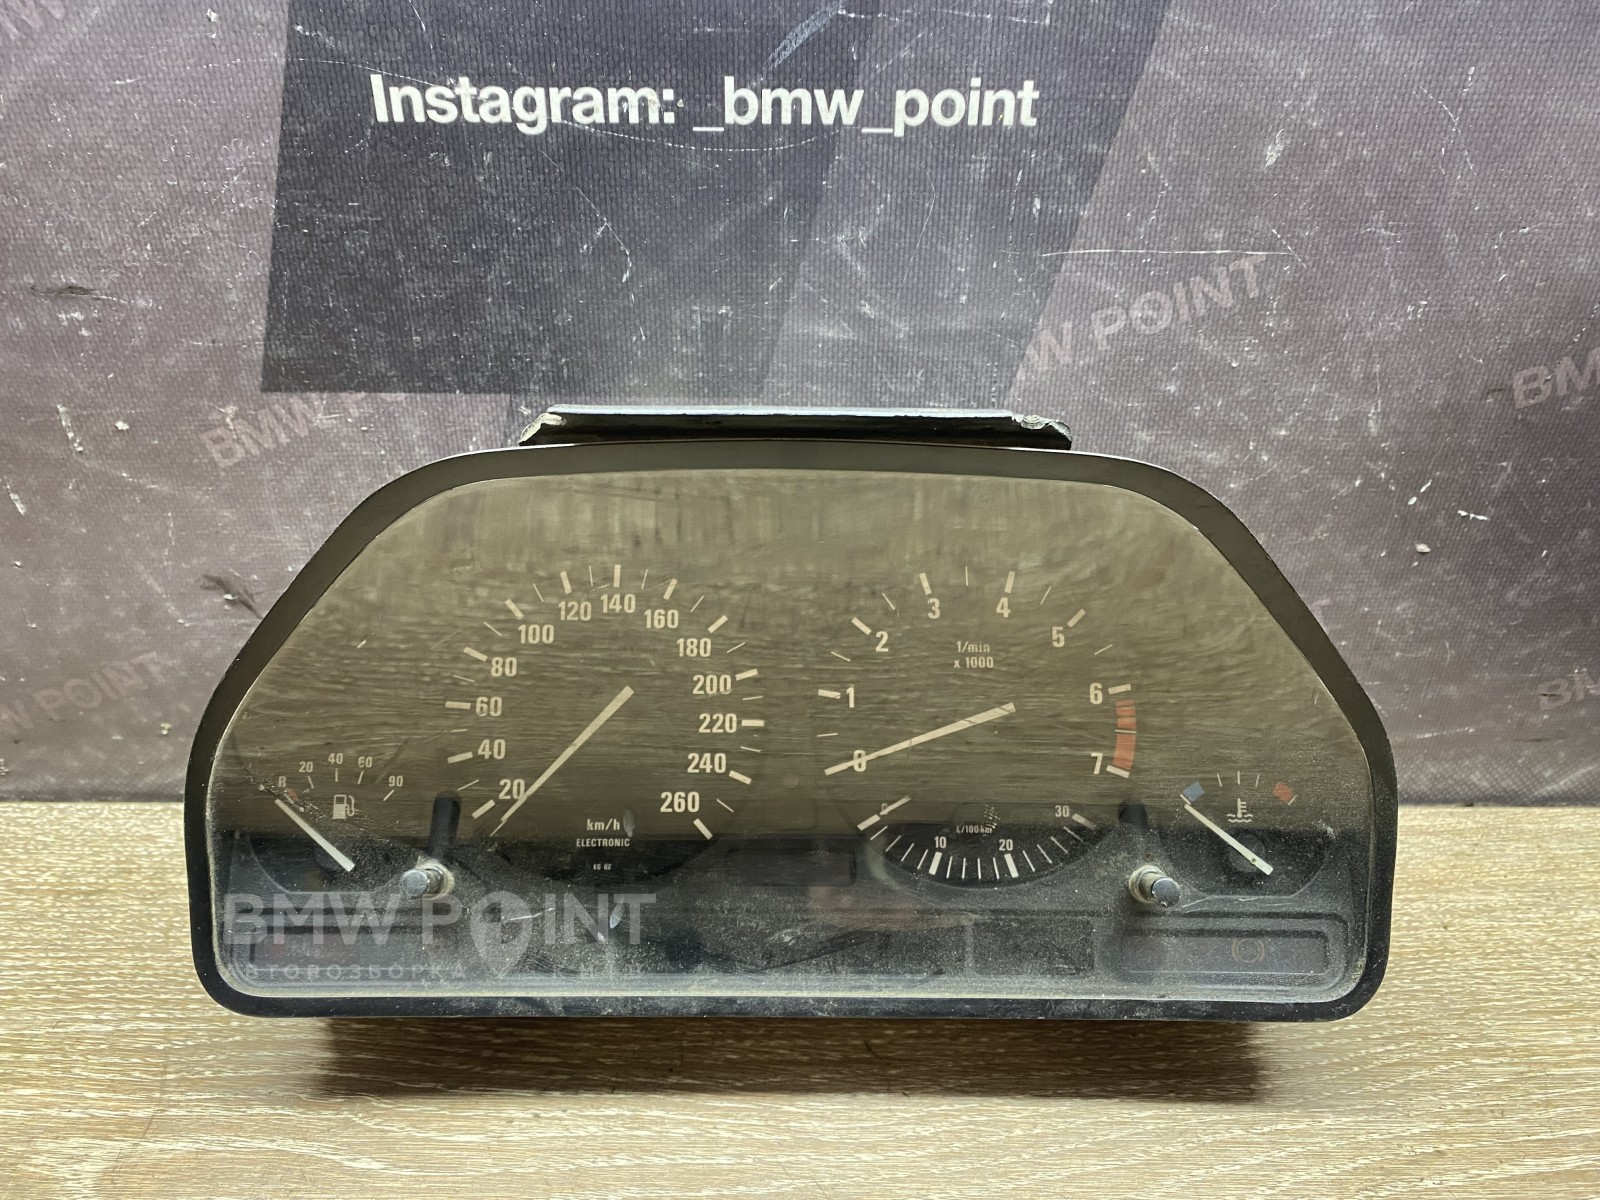 Instagram: _bmw_point
BMW POINT
BMW POINT
BMW POINT
BMW
20 40 60 80 100 120 140 160 180 200 220 240 260
km/h
ELECTRONIC
R 20 40 60 90
0 1 2 3 4 5 6 7
1/min
x 1000
0 10 20 30
L/100km
BMW POINT